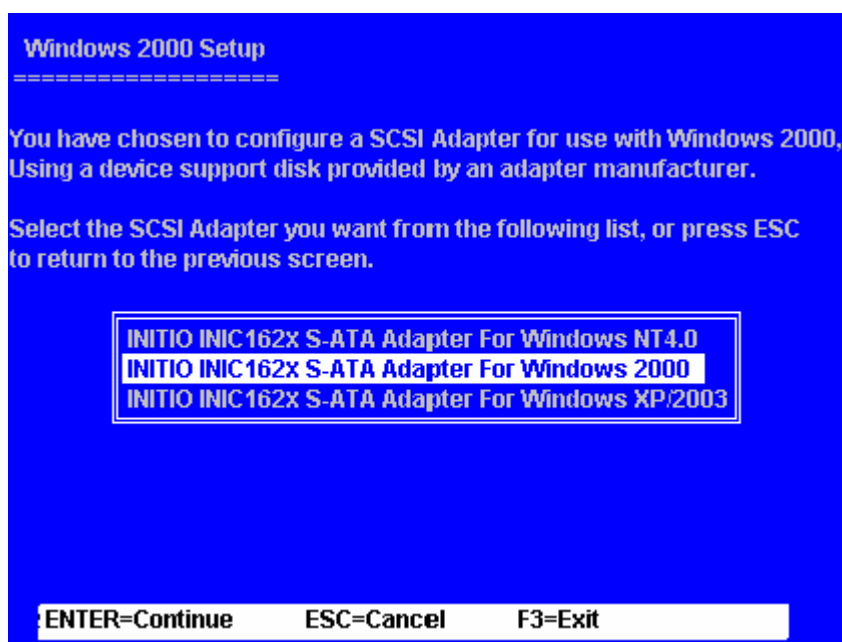 Windows 2000 Setup
===================
You have chosen to configure a SCSI Adapter for use with Windows 2000,
Using a device support disk provided by an adapter manufacturer.
Select the SCSI Adapter you want from the following list, or press ESC
to return to the previous screen.
INITIO INIC162X S-ATA Adapter For Windows NT4.0
INITIO INIC162X S-ATA Adapter For Windows 2000
INITIO INIC162X S-ATA Adapter For Windows XP/2003
ENTER=Continue ESC=Cancel F3=Exit